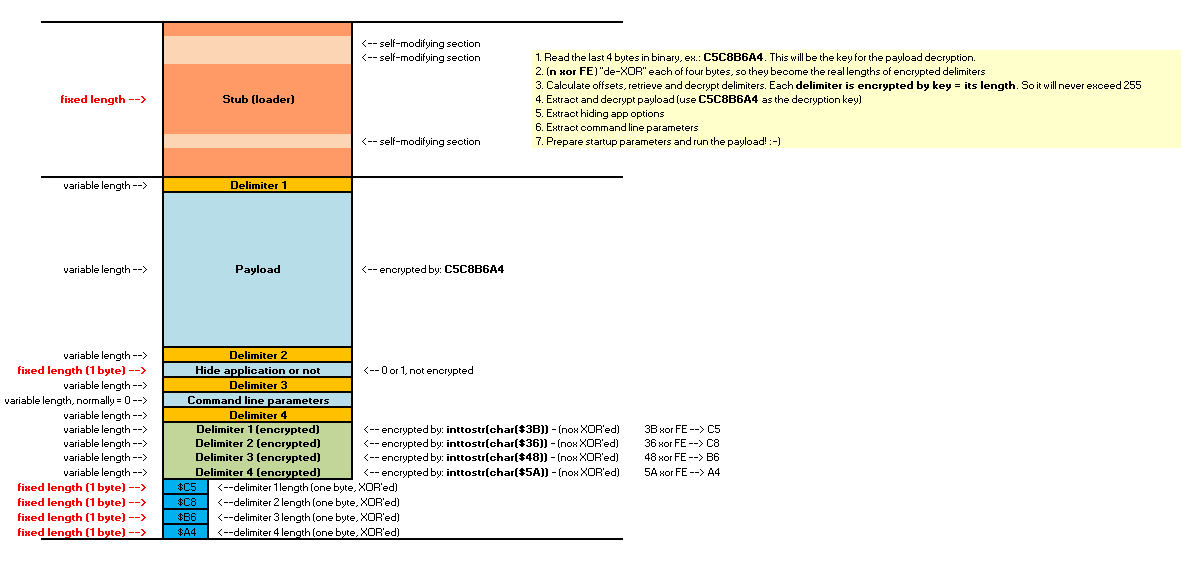 <-- self-modifying section
<-- self-modifying section
1. Read the last 4 bytes in binary, ex.: C5C8B6A4. This will be the key for the payload decryption.
2. (n xor FE) "de-XOR" each of four bytes, so they become the real lengths of encrypted delimiters
3. Calculate offsets, retrieve and decrypt delimiters. Each delimiter is encrypted by key = its length. So it will never exceed 255
fixed length --> Stub (loader)
4. Extract and decrypt payload (use C5C8B6A4 as the decryption key)
5. Extract hiding app options
6. Extract command line parameters
<-- self-modifying section
7. Prepare startup parameters and run the payload! :-)
variable length --> Delimiter 1
variable length --> Payload <-- encrypted by: C5C8B6A4
variable length --> Delimiter 2
fixed length (1 byte) --> Hide application or not <-- 0 or 1, not encrypted
variable length --> Delimiter 3
variable length, normally = 0 --> Command line parameters
variable length --> Delimiter 4
variable length --> Delimiter 1 (encrypted) <-- encrypted by: inttostr(char($3B)) - (nox XOR'ed) 3B xor FE --> C5
variable length --> Delimiter 2 (encrypted) <-- encrypted by: inttostr(char($36)) - (nox XOR'ed) 36 xor FE --> C8
variable length --> Delimiter 3 (encrypted) <-- encrypted by: inttostr(char($48)) - (nox XOR'ed) 48 xor FE --> B6
variable length --> Delimiter 4 (encrypted) <-- encrypted by: inttostr(char($5A)) - (nox XOR'ed) 5A xor FE --> A4
fixed length (1 byte) --> $C5 <--delimiter 1 length (one byte, XOR'ed)
fixed length (1 byte) --> $C8 <--delimiter 2 length (one byte, XOR'ed)
fixed length (1 byte) --> $B6 <--delimiter 3 length (one byte, XOR'ed)
fixed length (1 byte) --> $A4 <--delimiter 4 length (one byte, XOR'ed)